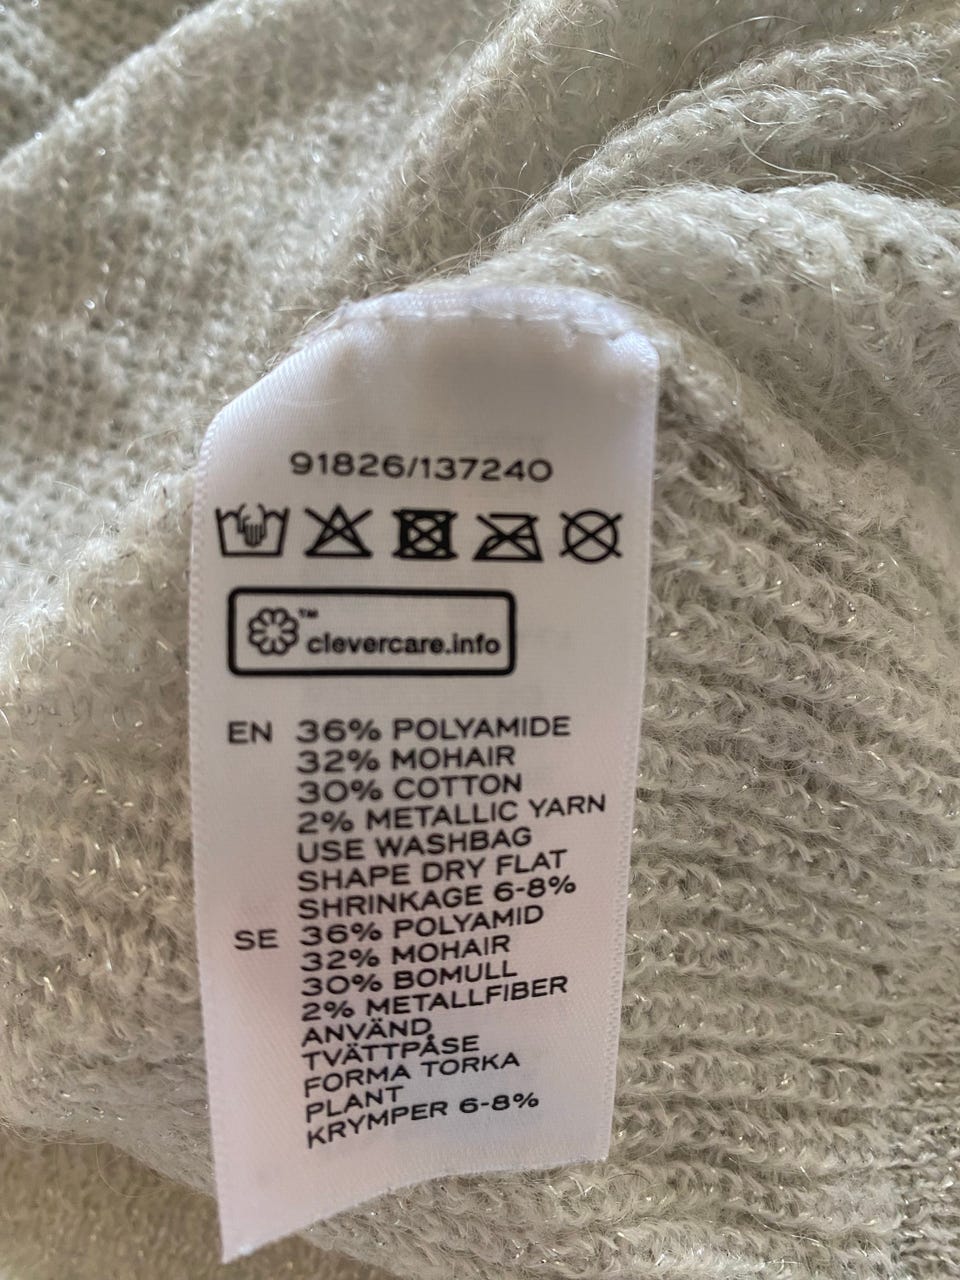 91826/137240
™
clevercare.info
EN 36% POLYAMIDE
32% MOHAIR
30% COTTON
2% METALLIC YARN
USE WASHBAG
SHAPE DRY FLAT
SHRINKAGE 6-8%
SE 36% POLYAMID
32% MOHAIR
30% BOMULL
2% METALLFIBER
ANVÄND
TVÄTTPÅSE
FORMA TORKA
PLANT
KRYMPER 6-8%